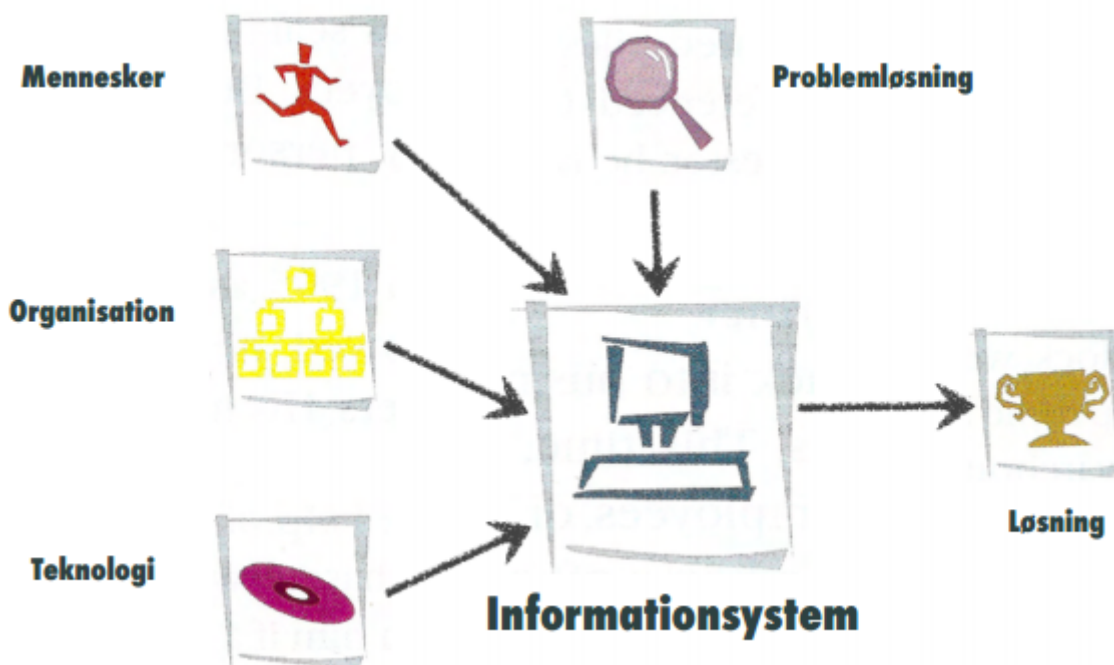 Mennesker
Problemløsning
Organisation
Teknologi
Løsning
Informationsystem